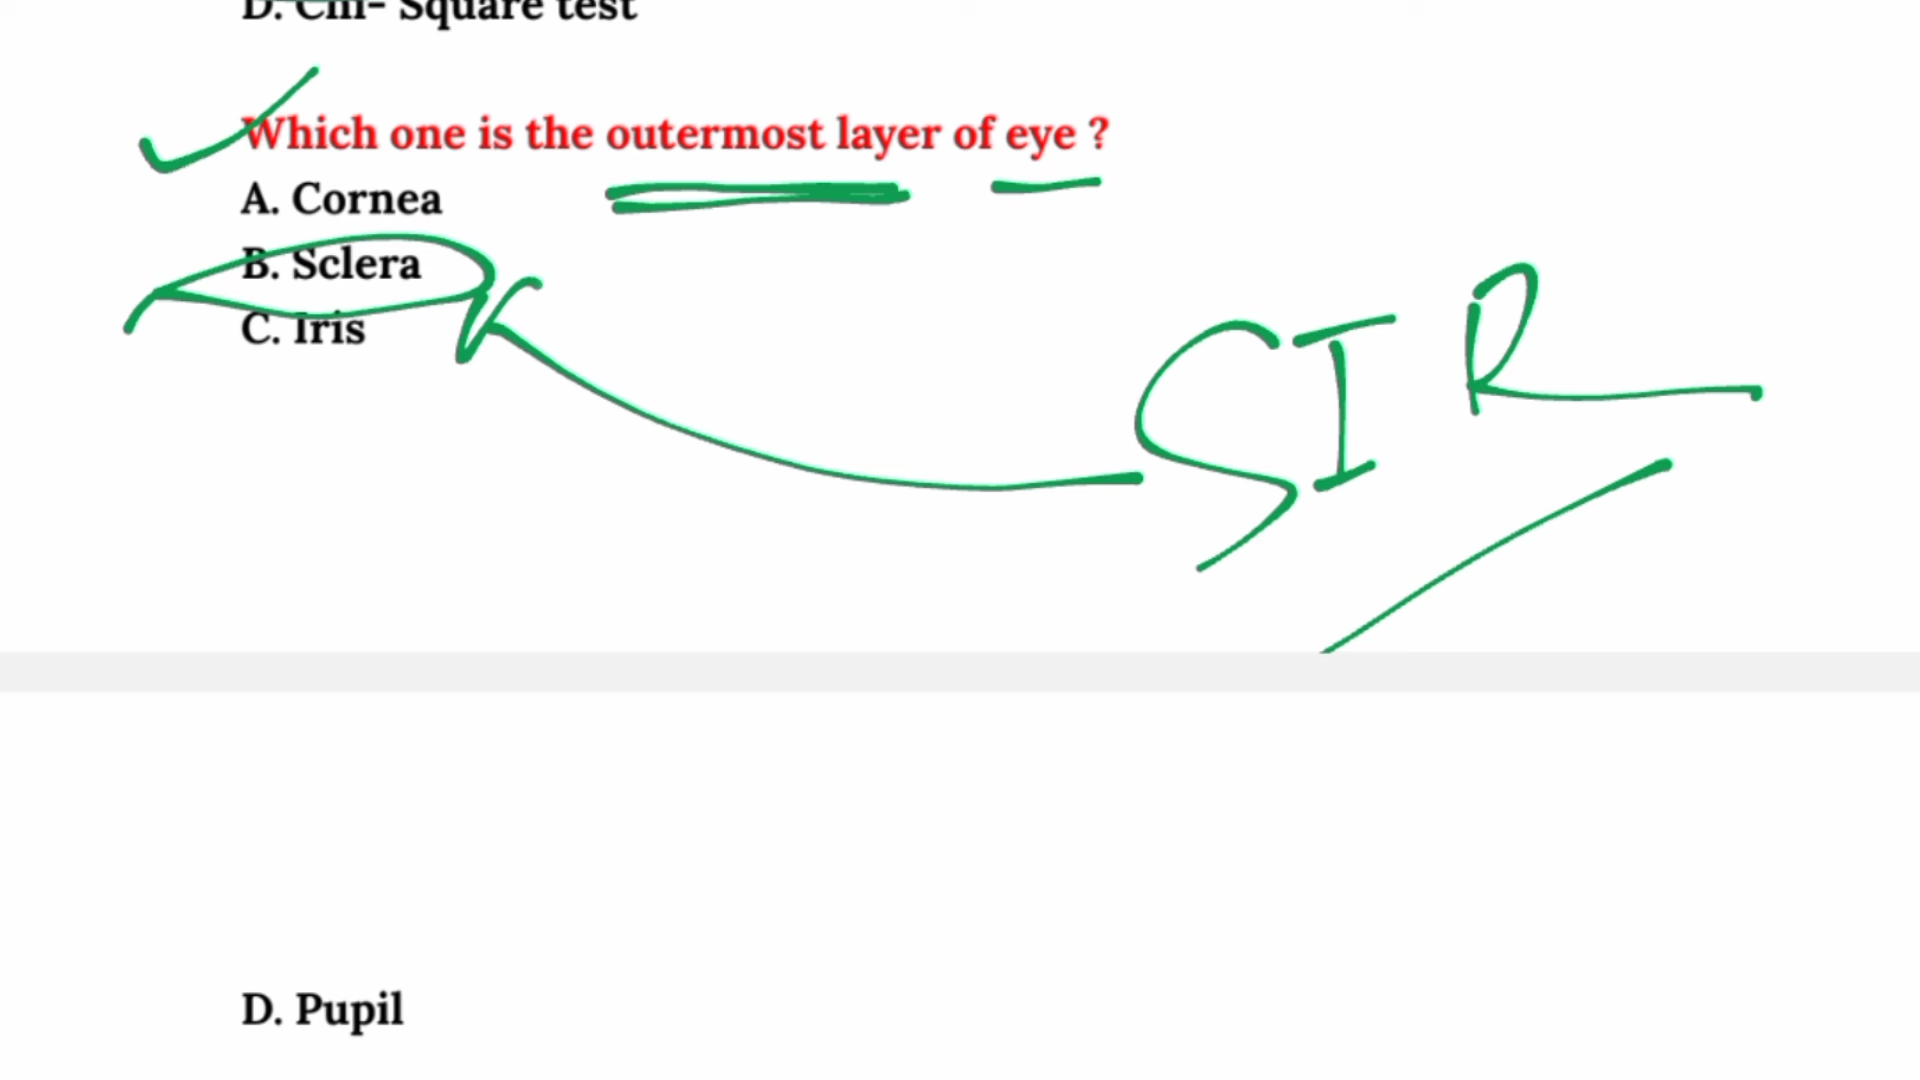 D. Chi- Square test
Which one is the outermost layer of eye ?
A. Cornea
B. Sclera
C. Iris
SIR
D. Pupil